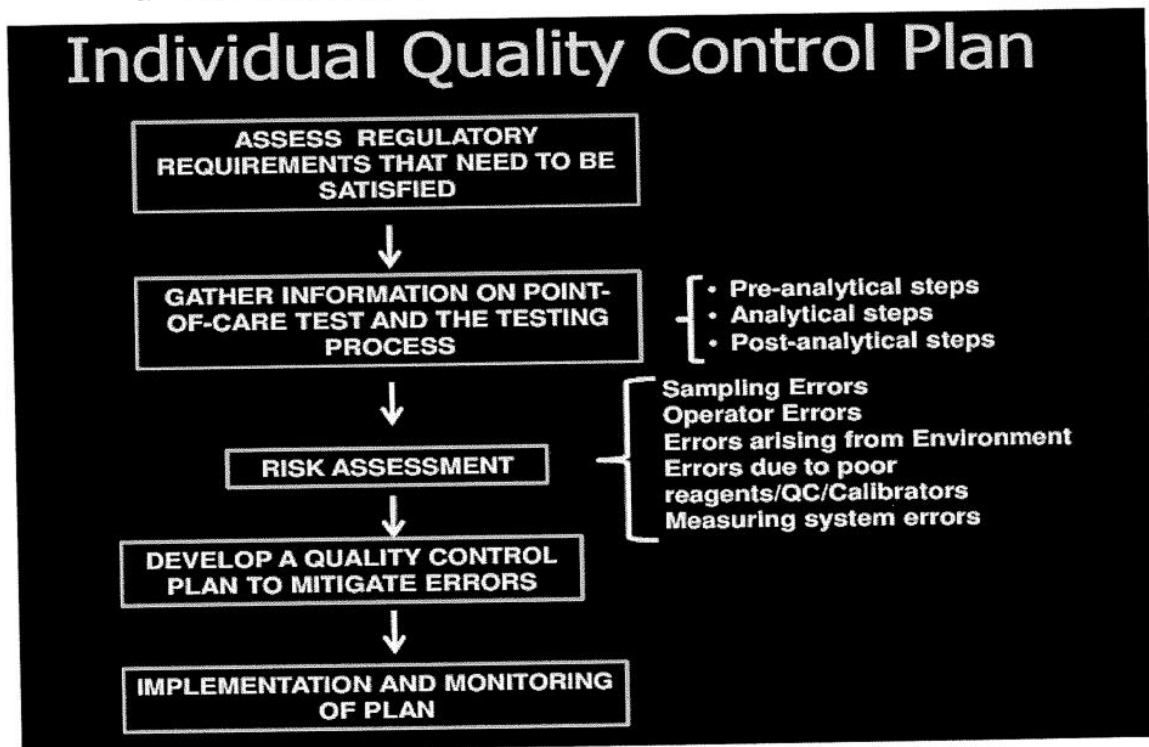 Individual Quality Control Plan
ASSESS REGULATORY
REQUIREMENTS THAT NEED TO BE
SATISFIED
GATHER INFORMATION ON POINT-
OF-CARE TEST AND THE TESTING
PROCESS
• Pre-analytical steps
• Analytical steps
• Post-analytical steps
RISK ASSESSMENT
Sampling Errors
Operator Errors
Errors arising from Environment
Errors due to poor
reagents/QC/Calibrators
Measuring system errors
DEVELOP A QUALITY CONTROL
PLAN TO MITIGATE ERRORS
IMPLEMENTATION AND MONITORING
OF PLAN